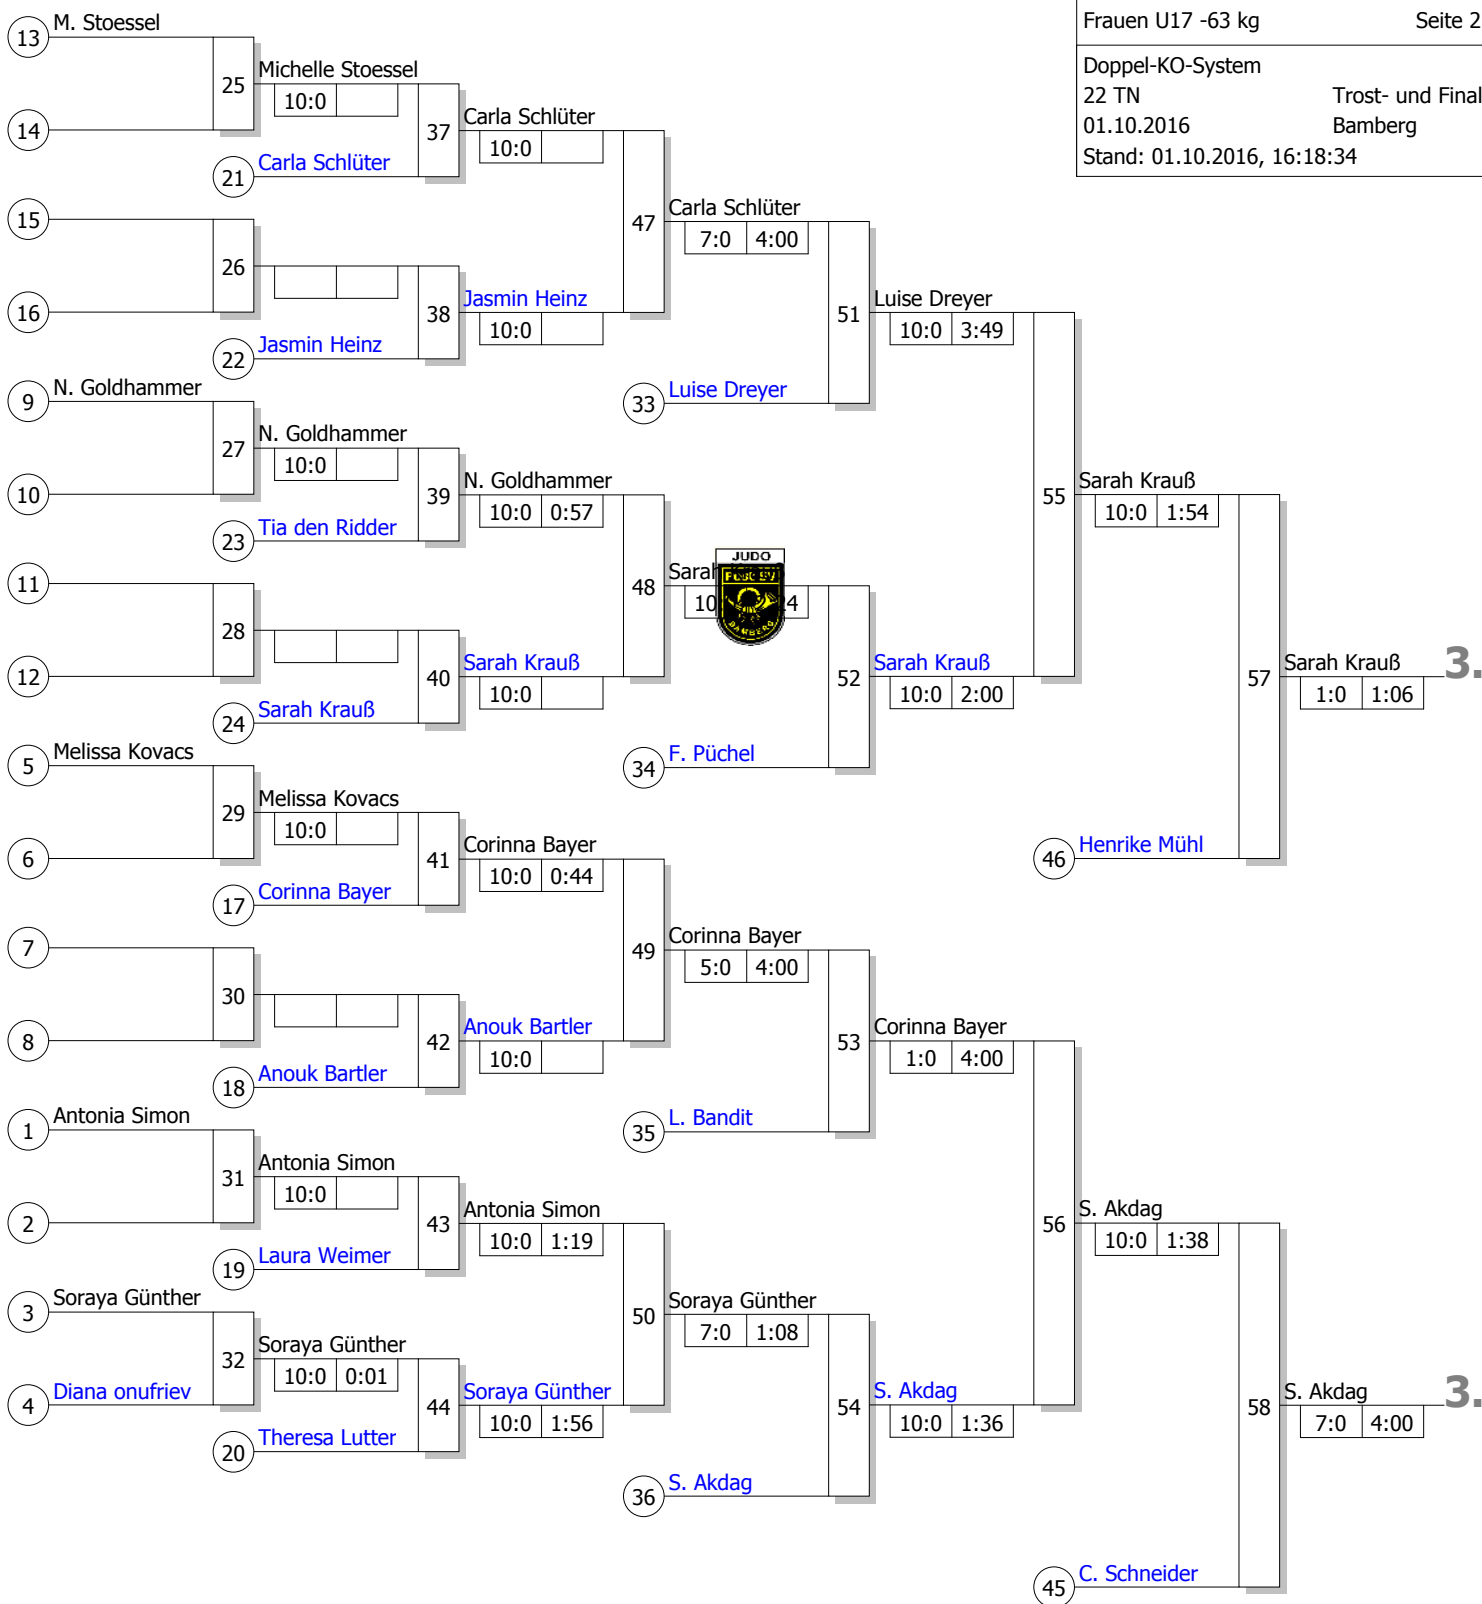 Frauen U17 -63 kg Seite 2
Doppel-KO-System
22 TN Trost- und Final
01.10.2016 Bamberg
Stand: 01.10.2016, 16:18:34
13 M. Stoessel
14
25 Michelle Stoessel
10:0
21 Carla Schlüter
37 Carla Schlüter
10:0
15
16
26
22 Jasmin Heinz
38 Jasmin Heinz
10:0
47 Carla Schlüter
7:0 4:00
33 Luise Dreyer
51 Luise Dreyer
10:0 3:49
9 N. Goldhammer
10
27 N. Goldhammer
10:0
23 Tia den Ridder
39 N. Goldhammer
10:0 0:57
11
12
28
24 Sarah Krauß
40 Sarah Krauß
10:0
48
JUDO
Post SV
BAMBERG
34 F. Püchel
52 Sarah Krauß
10:0 2:00
55 Sarah Krauß
10:0 1:54
46 Henrike Mühl
57 Sarah Krauß 3.
1:0 1:06
5 Melissa Kovacs
6
29 Melissa Kovacs
10:0
17 Corinna Bayer
41 Corinna Bayer
10:0 0:44
7
8
30
18 Anouk Bartler
42 Anouk Bartler
10:0
49 Corinna Bayer
5:0 4:00
35 L. Bandit
53 Corinna Bayer
1:0 4:00
1 Antonia Simon
2
31 Antonia Simon
10:0
19 Laura Weimer
43 Antonia Simon
10:0 1:19
3 Soraya Günther
4 Diana onufriev
32 Soraya Günther
10:0 0:01
20 Theresa Lutter
44 Soraya Günther
10:0 1:56
50 Soraya Günther
7:0 1:08
36 S. Akdag
54 S. Akdag
10:0 1:36
56 S. Akdag
10:0 1:38
45 C. Schneider
58 S. Akdag 3.
7:0 4:00